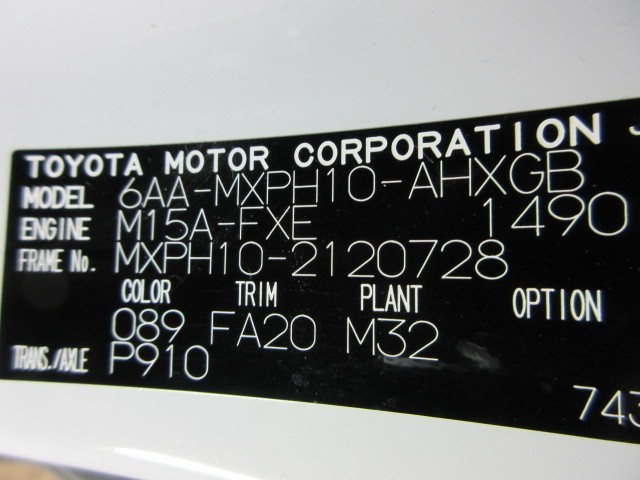 TOYOTA MOTOR CORPORATION J
MODEL 6AA-MXPH10-AHXGB
ENGINE M15A-FXE 1490
FRAME No. MXPH10-2120728
COLOR TRIM PLANT OPTION
089 FA20 M32
TRANS./AXLE P910
743